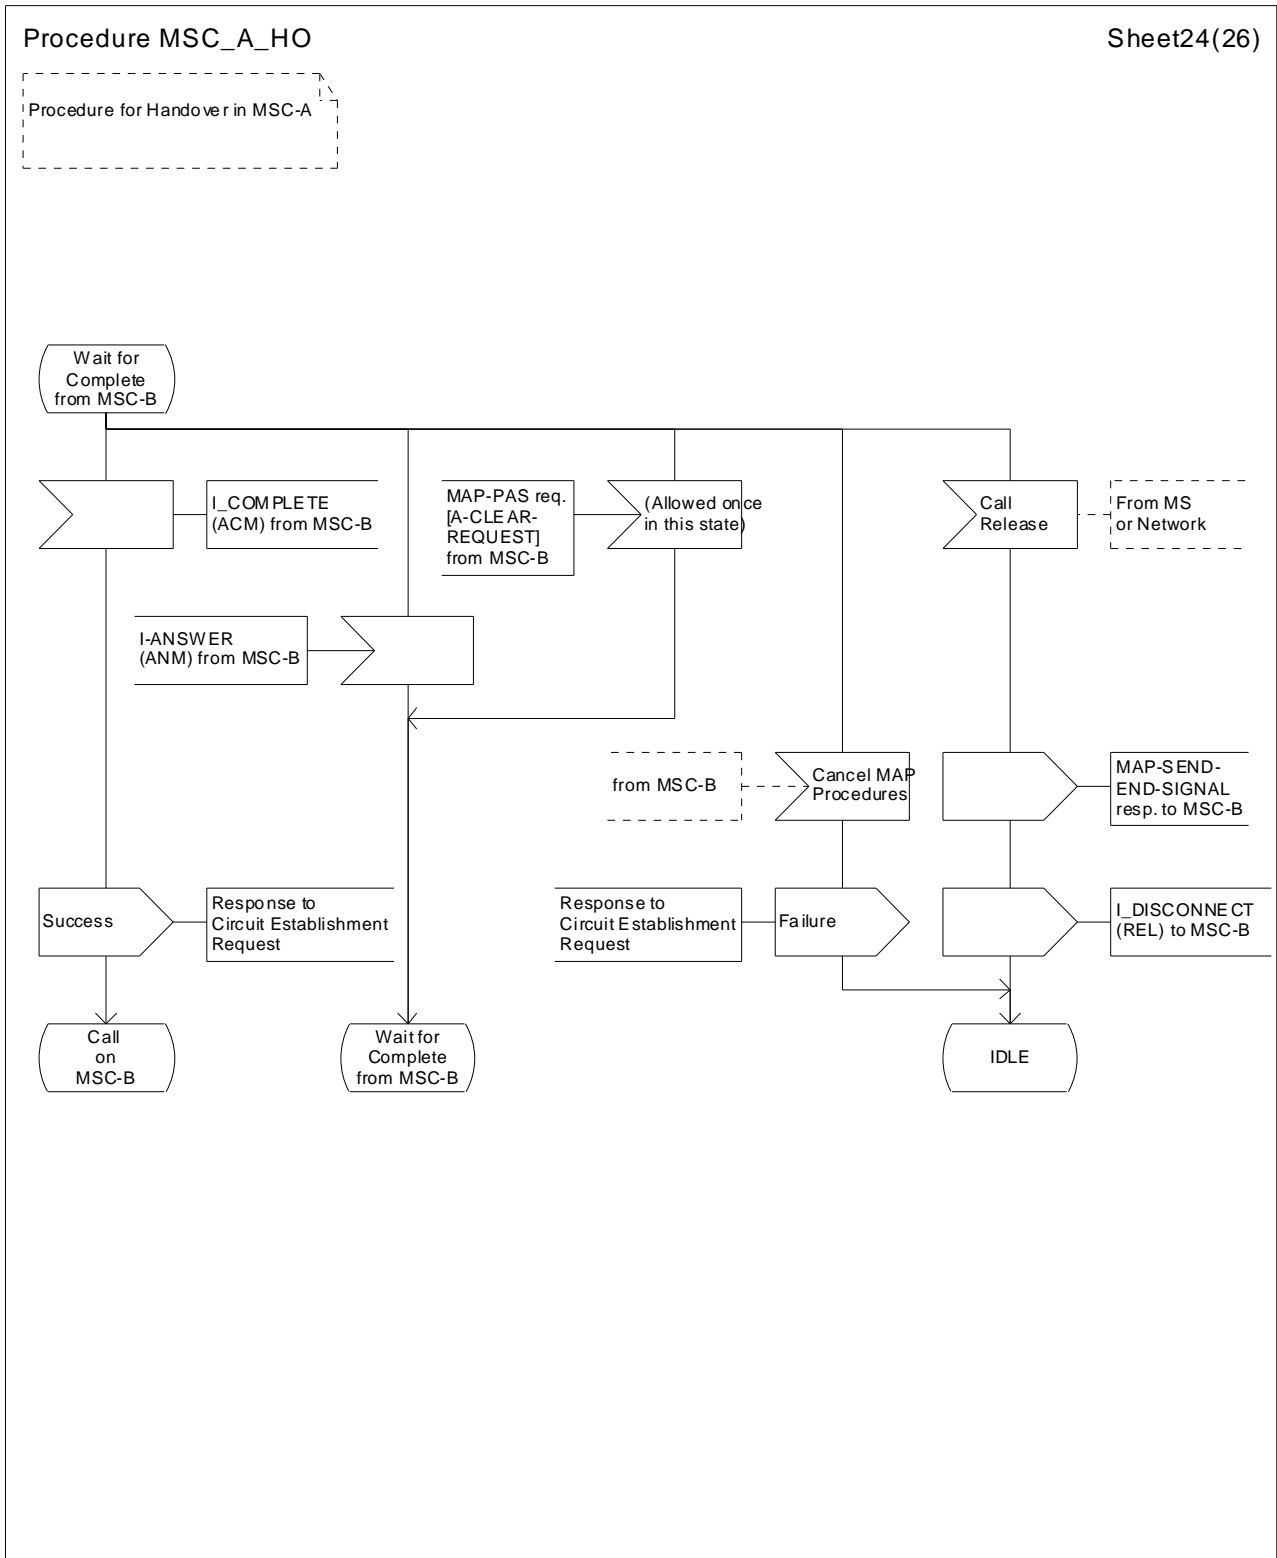 Procedure MSC_A_HO
Sheet24(26)
Procedure for Handover in MSC-A
Wait for
Complete
from MSC-B
I_COMPLETE
(ACM) from MSC-B
MAP-PAS req.
[A-CLEAR-
REQUEST]
from MSC-B
(Allowed once
in this state)
Call
Release
From MS
or Network
I-ANSWER
(ANM) from MSC-B
from MSC-B
Cancel MAP
Procedures
MAP-SEND-
END-SIGNAL
resp. to MSC-B
Success
Response to
Circuit Establishment
Request
Response to
Circuit Establishment
Request
Failure
I_DISCONNECT
(REL) to MSC-B
Call
on
MSC-B
Wait for
Complete
from MSC-B
IDLE